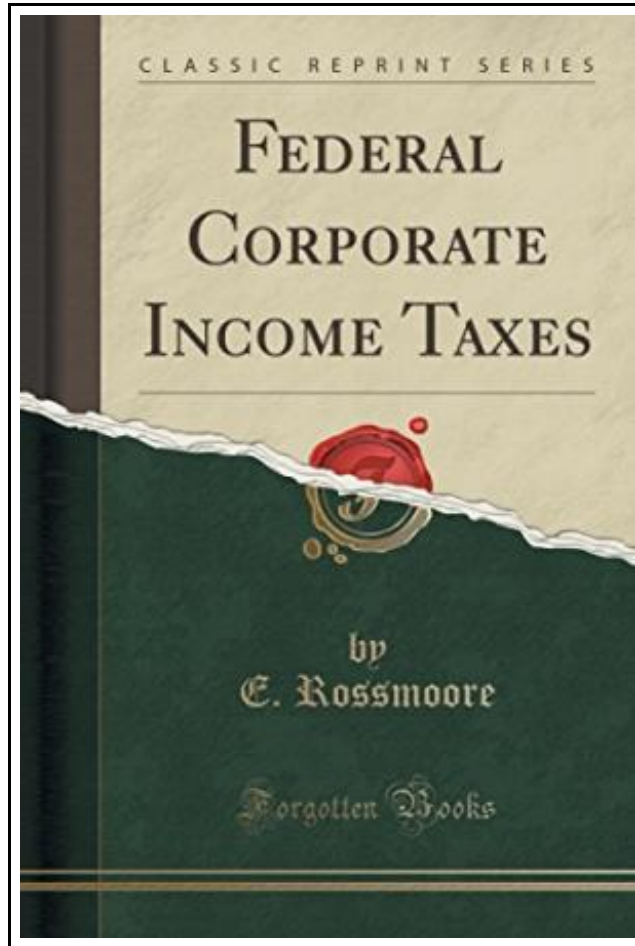 CLASSIC REPRINT SERIES
FEDERAL
CORPORATE
INCOME TAXES
by
E. Rossmoore
Forgotten Books